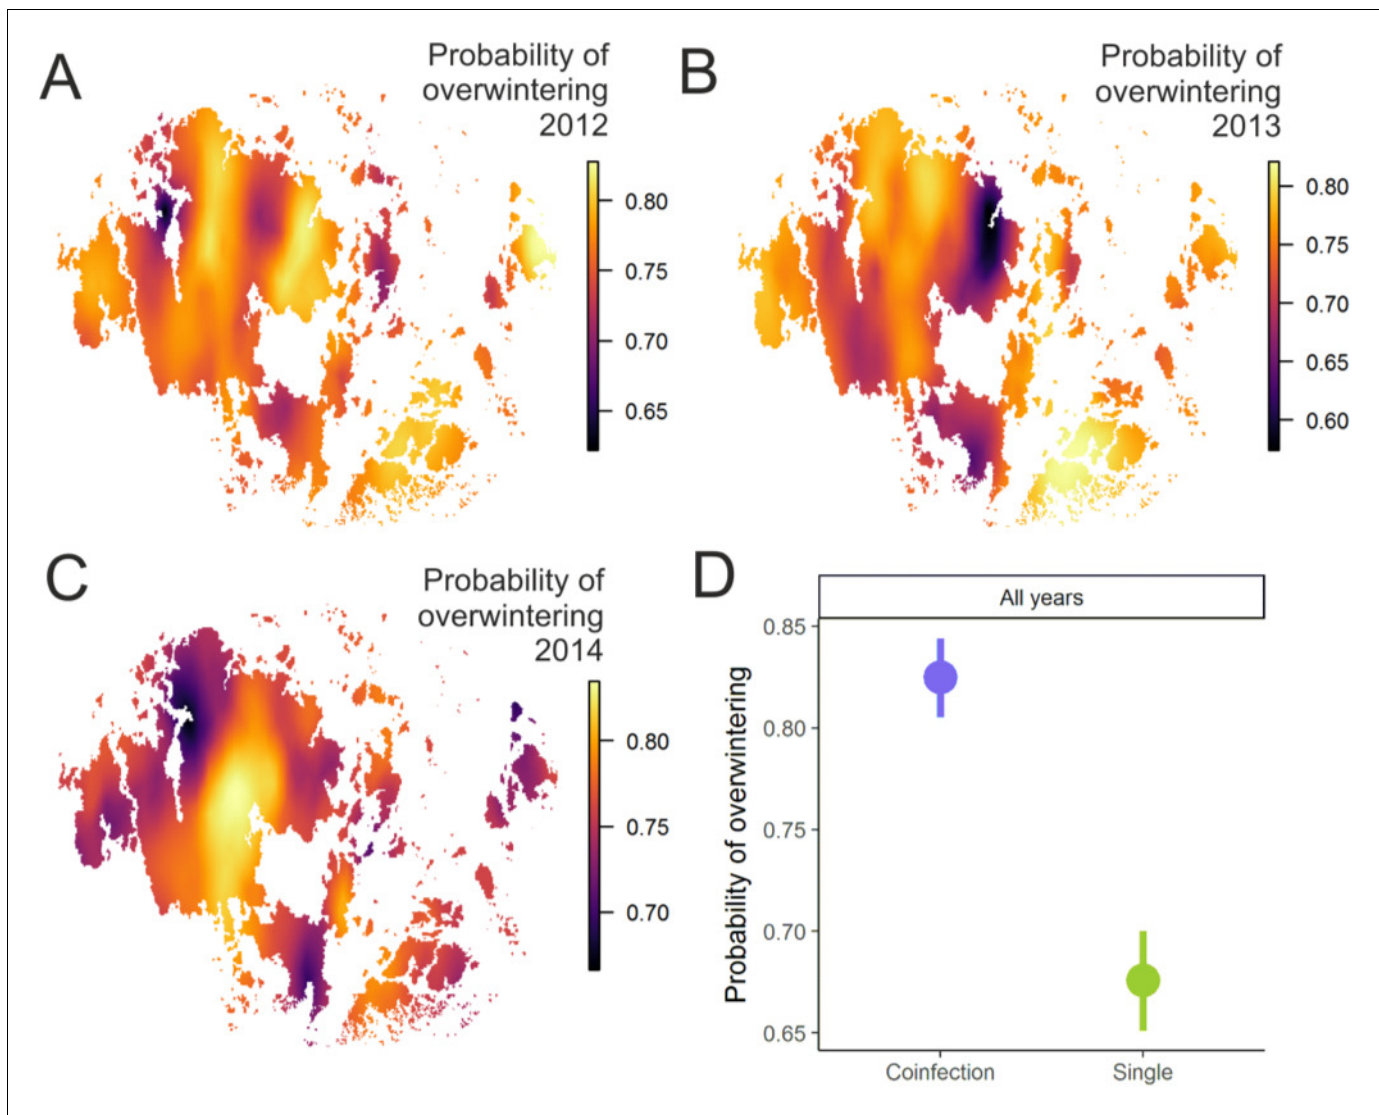 A
Probability of
overwintering
2012
0.80
0.75
0.70
0.65
B
Probability of
overwintering
2013
0.80
0.75
0.70
0.65
0.60
C
Probability of
overwintering
2014
0.80
0.75
0.70
D
All years
Probability of overwintering
0.85
0.80
0.75
0.70
0.65
Coinfection
Single